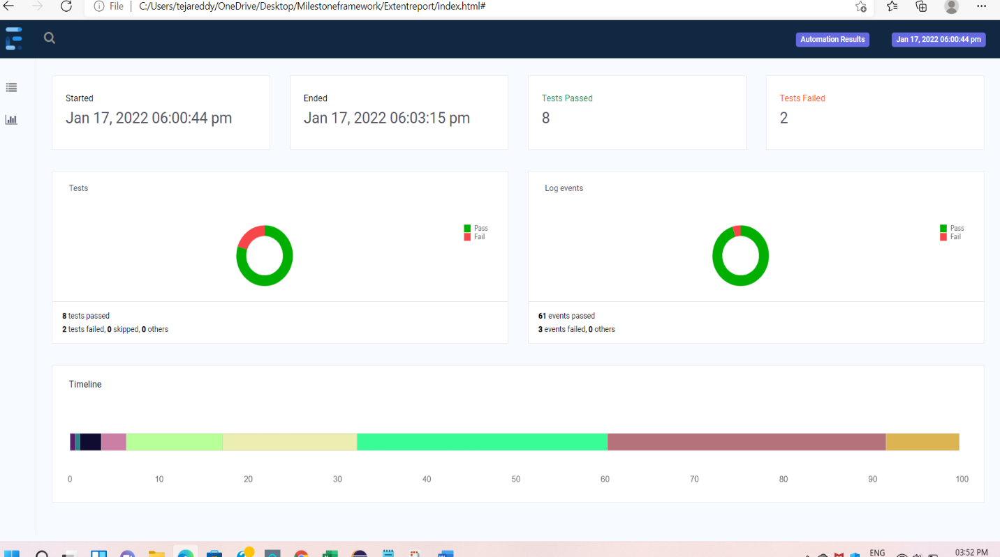 File
C:/Users/tejareddy/OneDrive/Desktop/Milestoneframework/Extentreport/index.html#
Automation Results
Jan 17, 2022 06:00:44 pm
Started
Jan 17, 2022 06:00:44 pm
Ended
Jan 17, 2022 06:03:15 pm
Tests Passed
8
Tests Failed
2
Tests
Pass
Fail
8 tests passed
2 tests failed, 0 skipped, 0 others
Log events
Pass
Fail
61 events passed
3 events failed, 0 others
Timeline
0 10 20 30 40 50 60 70 80 90 100
ENG
03:52 PM